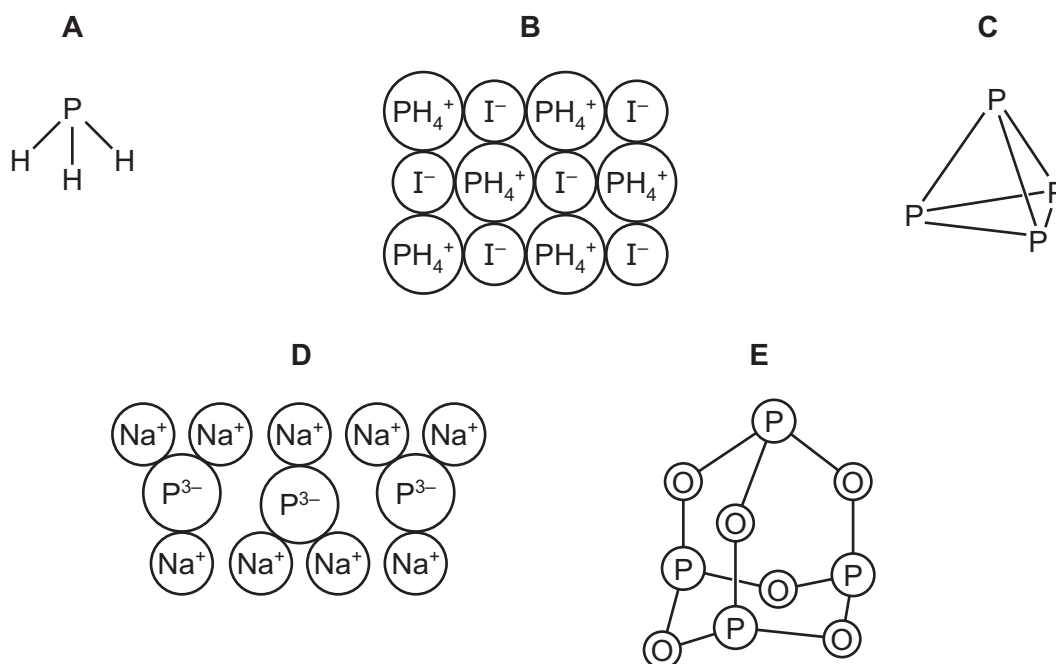 A
B
C
P
H H H
PH₄⁺ I⁻ PH₄⁺ I⁻
I⁻ PH₄⁺ I⁻ PH₄⁺
PH₄⁺ I⁻ PH₄⁺ I⁻
P
P P
P
D
E
Na⁺ Na⁺ Na⁺ Na⁺ Na⁺
P³⁻ P³⁻ P³⁻
Na⁺ Na⁺ Na⁺ Na⁺
P
O O
O
P P
O
P
O O